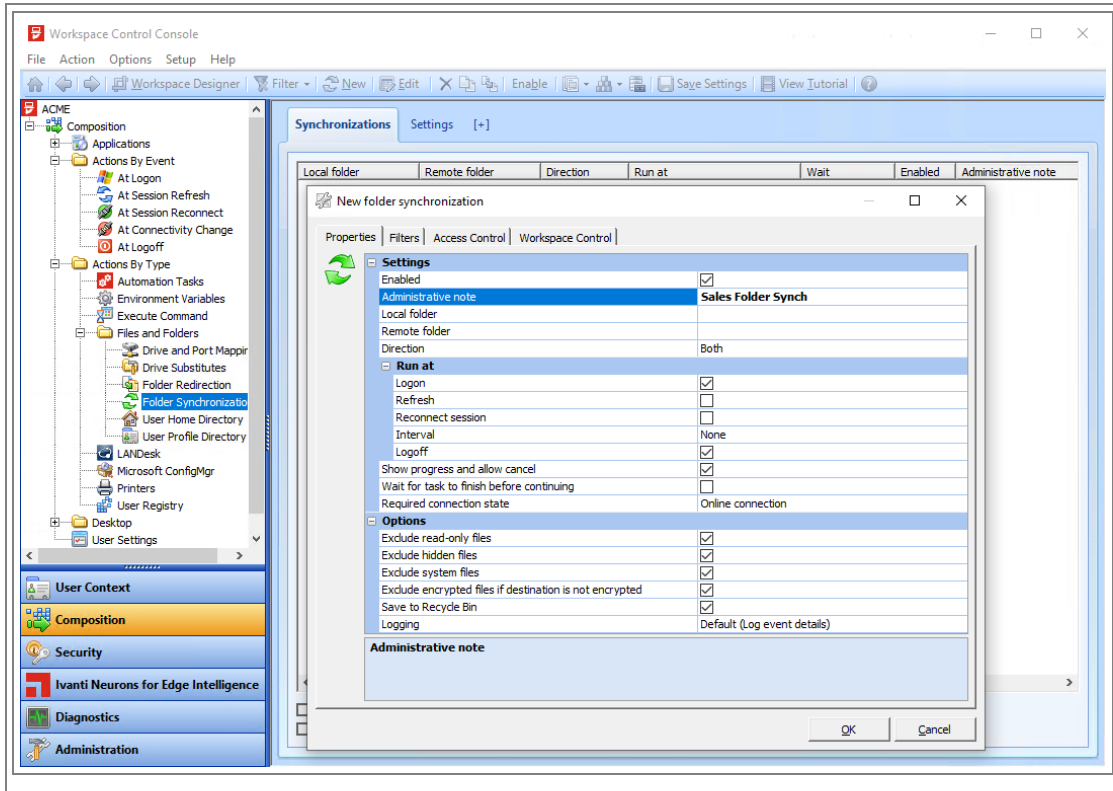 Workspace Control Console
File Action Options Setup Help
Workspace Designer Filter New Edit Enable Save Settings View Tutorial
ACME
Composition
Applications
Actions By Event
At Logon
At Session Refresh
At Session Reconnect
At Connectivity Change
At Logoff
Actions By Type
Automation Tasks
Environment Variables
Execute Command
Files and Folders
Drive and Port Mappin
Drive Substitutes
Folder Redirection
Folder Synchronizatio
User Home Directory
User Profile Directory
LANDesk
Microsoft ConfigMgr
Printers
User Registry
Desktop
User Settings
User Context
Composition
Security
Ivanti Neurons for Edge Intelligence
Diagnostics
Administration
Synchronizations Settings [+]
Local folder Remote folder Direction Run at Wait Enabled Administrative note
New folder synchronization
Properties Filters Access Control Workspace Control
Settings
Enabled
Administrative note Sales Folder Synch
Local folder
Remote folder
Direction Both
Run at
Logon
Refresh
Reconnect session
Interval None
Logoff
Show progress and allow cancel
Wait for task to finish before continuing
Required connection state Online connection
Options
Exclude read-only files
Exclude hidden files
Exclude system files
Exclude encrypted files if destination is not encrypted
Save to Recycle Bin
Logging Default (Log event details)
Administrative note
OK Cancel